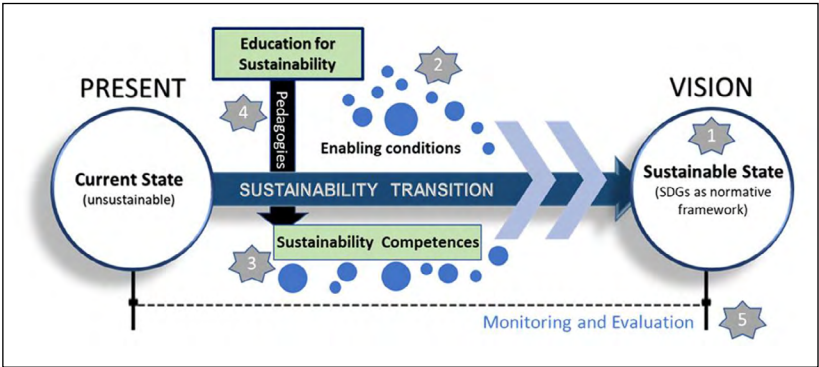 Education for
Sustainability
2
PRESENT
VISION
4
Pedagogies
1
Enabling conditions
Current State
(unsustainable)
SUSTAINABILITY TRANSITION
Sustainable State
(SDGs as normative
framework)
Sustainability Competences
3
Monitoring and Evaluation
5